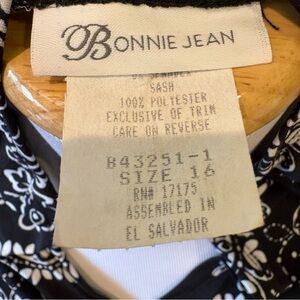 BONNIE JEAN
SPANDEX
SASH
100% POLYESTER
EXCLUSIVE OF TRIM
CARE ON REVERSE
B43251-1
SIZE 16
RN# 17175
ASSEMBLED IN
EL SALVADOR